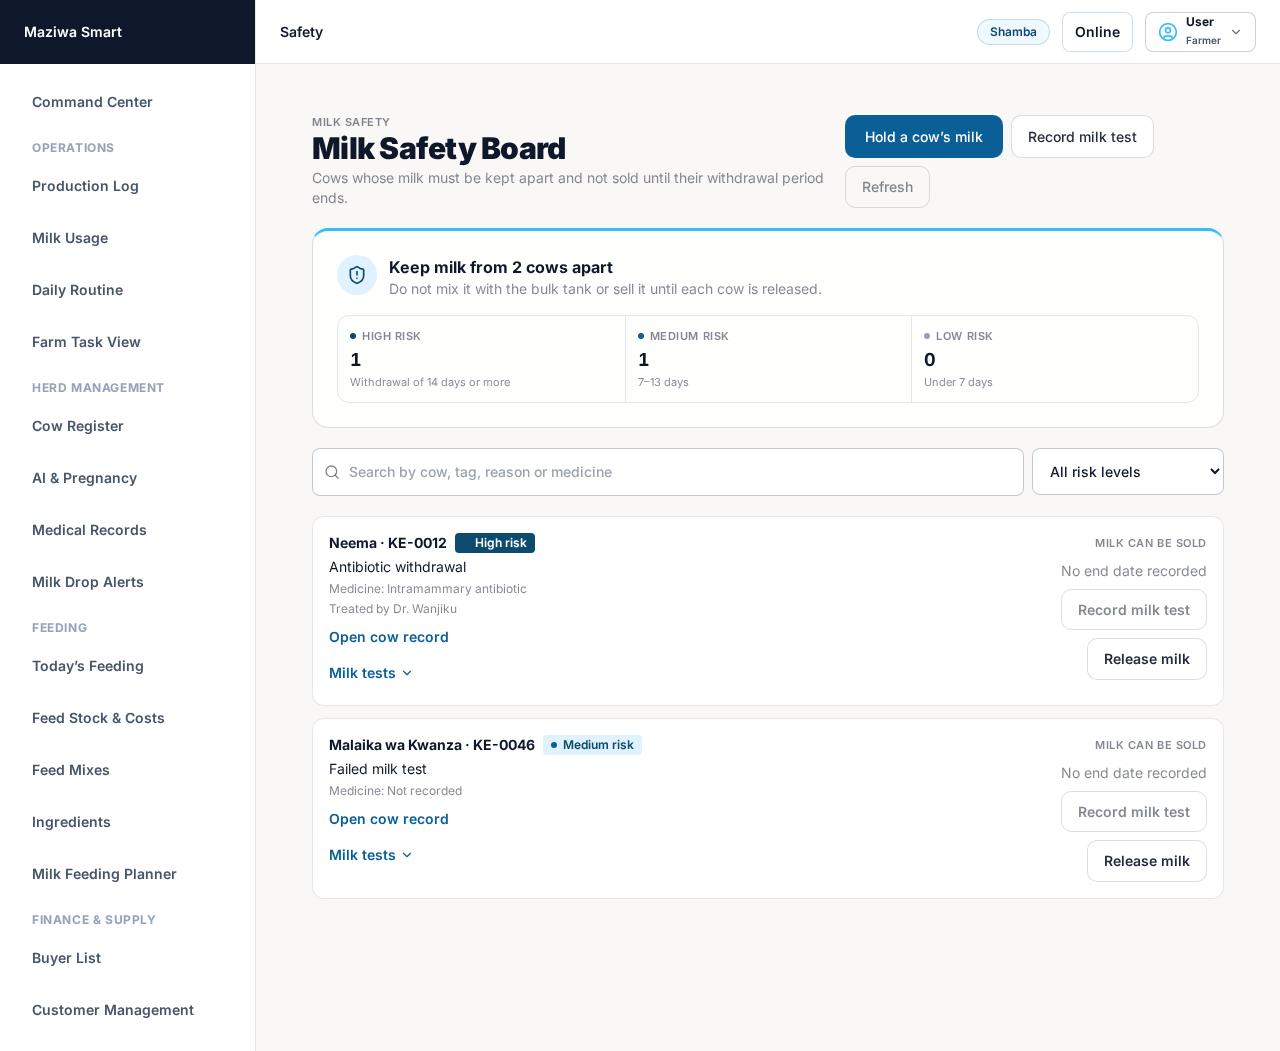 Maziwa Smart
Safety
Shamba
Online
User
Farmer
Command Center
OPERATIONS
Production Log
Milk Usage
Daily Routine
Farm Task View
HERD MANAGEMENT
Cow Register
AI & Pregnancy
Medical Records
Milk Drop Alerts
FEEDING
Today’s Feeding
Feed Stock & Costs
Feed Mixes
Ingredients
Milk Feeding Planner
FINANCE & SUPPLY
Buyer List
Customer Management
MILK SAFETY
Milk Safety Board
Cows whose milk must be kept apart and not sold until their withdrawal period
ends.
Hold a cow’s milk
Record milk test
Refresh
Keep milk from 2 cows apart
Do not mix it with the bulk tank or sell it until each cow is released.
HIGH RISK
1
Withdrawal of 14 days or more
MEDIUM RISK
1
7–13 days
LOW RISK
0
Under 7 days
Search by cow, tag, reason or medicine
All risk levels
Neema · KE-0012
High risk
Antibiotic withdrawal
Medicine: Intramammary antibiotic
Treated by Dr. Wanjiku
Open cow record
Milk tests
MILK CAN BE SOLD
No end date recorded
Record milk test
Release milk
Malaika wa Kwanza · KE-0046
Medium risk
Failed milk test
Medicine: Not recorded
Open cow record
Milk tests
MILK CAN BE SOLD
No end date recorded
Record milk test
Release milk